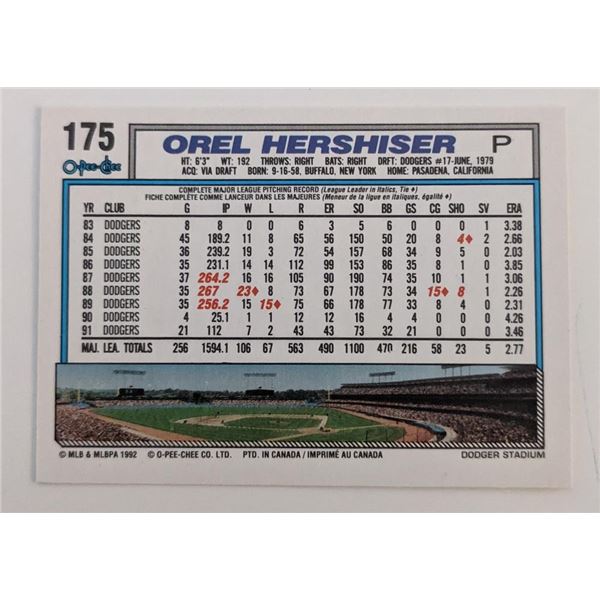 175 OREL HERSHISER P
O-Pee-Chee HT: 6'3" WT: 192 THROWS: RIGHT BATS: RIGHT DRFT: DODGERS #17-JUNE, 1979
ACQ: VIA DRAFT BORN: 9-16-58, BUFFALO, NEW YORK HOME: PASADENA, CALIFORNIA
COMPLETE MAJOR LEAGUE PITCHING RECORD (League Leader in Italics, Tie ♦)
FICHE COMPLÈTE COMME LANCEUR DANS LES MAJEURES (Meneur de la ligue en italiques, égalité ♦)
YR CLUB G IP W L R ER SO BB GS CG SHO SV ERA
83 DODGERS 8 8 0 0 6 3 5 6 0 0 0 1 3.38
84 DODGERS 45 189.2 11 8 65 56 150 50 20 8 4♦ 2 2.66
85 DODGERS 36 239.2 19 3 72 54 157 68 34 9 5 0 2.03
86 DODGERS 35 231.1 14 14 112 99 153 86 35 8 1 0 3.85
87 DODGERS 37 264.2 16 16 105 90 190 74 35 10 1 1 3.06
88 DODGERS 35 267 23♦ 8 73 67 178 73 34 15♦ 8 1 2.26
89 DODGERS 35 256.2 15 15♦ 75 66 178 77 33 8 4 0 2.31
90 DODGERS 4 25.1 1 1 12 12 16 4 4 0 0 0 4.26
91 DODGERS 21 112 7 2 43 43 73 32 21 0 0 0 3.46
MAJ. LEA. TOTALS 256 1594.1 106 67 563 490 1100 470 216 58 23 5 2.77
© MLB & MLBPA 1992 © O-PEE-CHEE CO. LTD. PTD. IN CANADA / IMPRIMÉ AU CANADA DODGER STADIUM